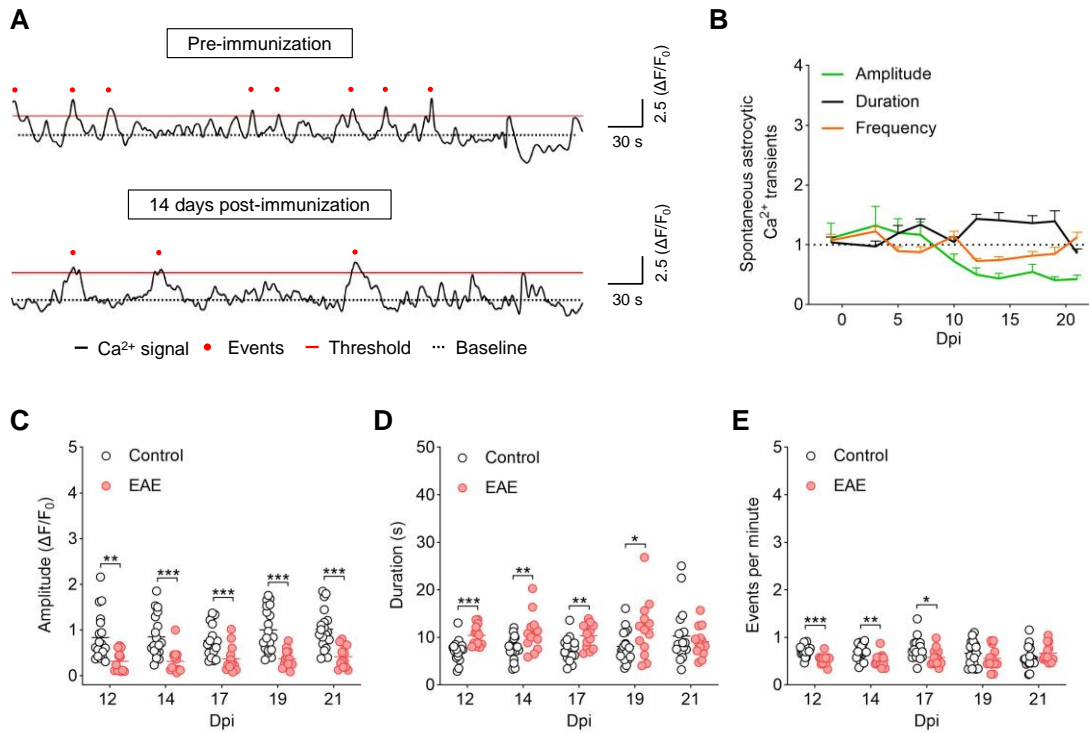 A
Pre-immunization
2.5 (ΔF/F₀)
30 s
14 days post-immunization
2.5 (ΔF/F₀)
30 s
Ca²⁺ signal Events Threshold Baseline
B
Spontaneous astrocytic
Ca²⁺ transients
4
3
2
1
0
Amplitude
Duration
Frequency
0 5 10 15 20
Dpi
C
Amplitude (ΔF/F₀)
5
4
3
2
1
0
Control
EAE
** *** *** *** ***
12 14 17 19 21
Dpi
D
Duration (s)
50
40
30
20
10
0
Control
EAE
*** ** ** *
12 14 17 19 21
Dpi
E
Events per minute
5
4
3
2
1
0
Control
EAE
*** ** *
12 14 17 19 21
Dpi